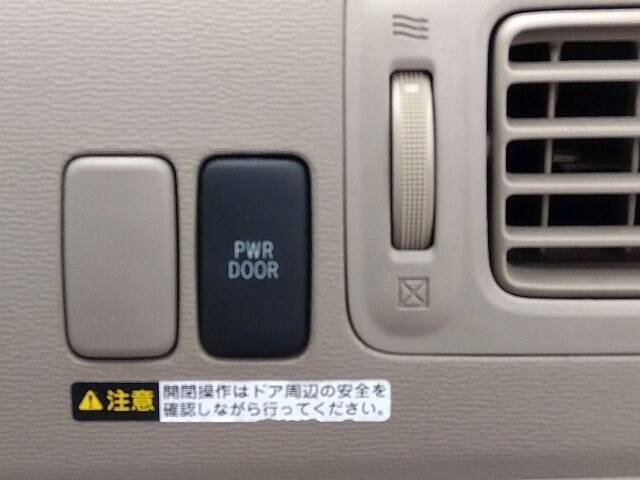 PWR
DOOR
注意
開閉操作はドア周辺の安全を
確認しながら行ってください。